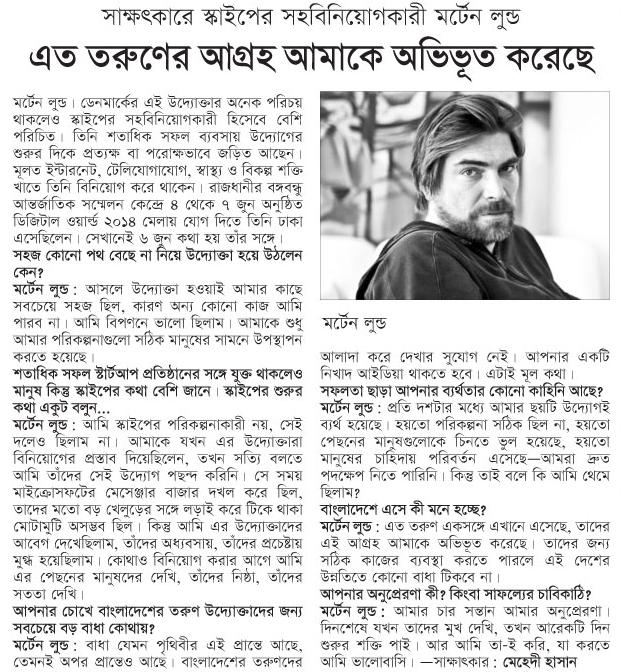 সাক্ষৎকারে স্কাইপের সহবিনিয়োগকারী মর্টেন লুন্ড
এত তরুণের আগ্রহ আমাকে অভিভূত করেছে
মর্টেন লুন্ড। ডেনমার্কের এই উদ্যোক্তার অনেক পরিচয়
থাকলেও স্কাইপের সহবিনিয়োগকারী হিসেবে বেশি
পরিচিত। তিনি শতাধিক সফল ব্যবসায় উদ্যোগের
শুরুর দিকে প্রত্যক্ষ বা পরোক্ষভাবে জড়িত আছেন।
মূলত ইন্টারনেট, টেলিযোগাযোগ, স্বাস্থ্য ও বিকল্প শক্তি
খাতে তিনি বিনিয়োগ করে থাকেন। রাজধানীর বঙ্গবন্ধু
আন্তর্জাতিক সম্মেলন কেন্দ্রে ৪ থেকে ৭ জুন অনুষ্ঠিত
ডিজিটাল ওয়ার্ল্ড ২০১৪ মেলায় যোগ দিতে তিনি ঢাকা
এসেছিলেন। সেখানেই ৬ জুন কথা হয় তাঁর সঙ্গে।
সহজ কোনো পথ বেছে না নিয়ে উদ্যোক্তা হয়ে উঠলেন
কেন?
মর্টেন লুন্ড : আসলে উদ্যোক্তা হওয়াই আমার কাছে
সবচেয়ে সহজ ছিল, কারণ অন্য কোনো কাজ আমি
পারব না। আমি বিপণনে ভালো ছিলাম। আমাকে শুধু
আমার পরিকল্পনাগুলো সঠিক মানুষের সামনে উপস্থাপন
করতে হয়েছে।
শতাধিক সফল স্টার্টআপ প্রতিষ্ঠানের সঙ্গে যুক্ত থাকলেও
মানুষ কিন্তু স্কাইপের কথা বেশি জানে। স্কাইপের শুরুর
কথা একুট বলুন...
মর্টেন লুন্ড : আমি স্কাইপের পরিকল্পনাকারী নয়, সেই
দলেও ছিলাম না। আমাকে যখন এর উদ্যোক্তারা
বিনিয়োগের প্রস্তাব দিয়েছিলেন, তখন সত্যি বলতে
আমি তাঁদের সেই উদ্যোগ পছন্দ করিনি। সে সময়
মাইক্রোসফটের মেসেঞ্জার বাজার দখল করে ছিল,
তাদের মতো বড় খেলুড়ের সঙ্গে লড়াই করে টিকে থাকা
মোটামুটি অসম্ভব ছিল। কিন্তু আমি এর উদ্যোক্তাদের
আবেগ দেখেছিলাম, তাঁদের অধ্যবসায়, তাঁদের প্রচেষ্টায়
মুগ্ধ হয়েছিলাম। কোথাও বিনিয়োগ করার আগে আমি
এর পেছনের মানুষদের দেখি, তাঁদের নিষ্ঠা, তাঁদের
সততা দেখি।
আপনার চোখে বাংলাদেশের তরুণ উদ্যোক্তাদের জন্য
সবচেয়ে বড় বাধা কোথায়?
মর্টেন লুন্ড : বাধা যেমন পৃথিবীর এই প্রান্তে আছে,
তেমনই অপর প্রান্তেও আছে। বাংলাদেশের তরুণদের
মর্টেন লুন্ড
আলাদা করে দেখার সুযোগ নেই। আপনার একটি
নিখাদ আইডিয়া থাকতে হবে। এটাই মূল কথা।
সফলতা ছাড়া আপনার ব্যর্থতার কোনো কাহিনি আছে?
মর্টেন লুন্ড : প্রতি দশটার মধ্যে আমার ছয়টি উদ্যোগই
ব্যর্থ হয়েছে। হয়তো পরিকল্পনা সঠিক ছিল না, হয়তো
পেছনের মানুষগুলোকে চিনতে ভুল হয়েছে, হয়তো
মানুষের চাহিদায় পরিবর্তন এসেছে—আমরা দ্রুত
পদক্ষেপ নিতে পারিনি। কিন্তু তাই বলে কি আমি থেমে
ছিলাম?
বাংলাদেশে এসে কী মনে হচ্ছে?
মর্টেন লুন্ড : এত তরুণ একসঙ্গে এখানে এসেছে, তাদের
এই আগ্রহ আমাকে অভিভূত করেছে। তাদের জন্য
সঠিক কাজের ব্যবস্থা করতে পারলে এই দেশের
উন্নতিতে কোনো বাধা টিকবে না।
আপনার অনুপ্রেরণা কী? কিংবা সাফল্যের চাবিকাঠি?
মর্টেন লুন্ড : আমার চার সন্তান আমার অনুপ্রেরণা।
দিনশেষে যখন তাদের মুখ দেখি, তখন আরেকটি দিন
শুরুর শক্তি পাই। আর আমি তা-ই করি, যা করতে
আমি ভালোবাসি। —সাক্ষাৎকার : মেহেদী হাসান